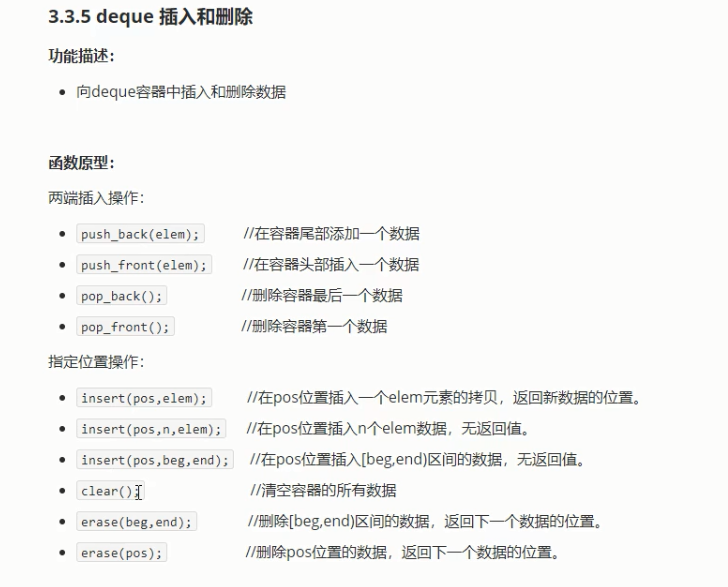 3.3.5 deque 插入和删除
功能描述：
• 向deque容器中插入和删除数据
函数原型：
两端插入操作：
• push_back(elem); //在容器尾部添加一个数据
• push_front(elem); //在容器头部插入一个数据
• pop_back(); //删除容器最后一个数据
• pop_front(); //删除容器第一个数据
指定位置操作：
• insert(pos,elem); //在pos位置插入一个elem元素的拷贝，返回新数据的位置。
• insert(pos,n,elem); //在pos位置插入n个elem数据，无返回值。
• insert(pos,beg,end); //在pos位置插入[beg,end)区间的数据，无返回值。
• clear(); //清空容器的所有数据
• erase(beg,end); //删除[beg,end)区间的数据，返回下一个数据的位置。
• erase(pos); //删除pos位置的数据，返回下一个数据的位置。